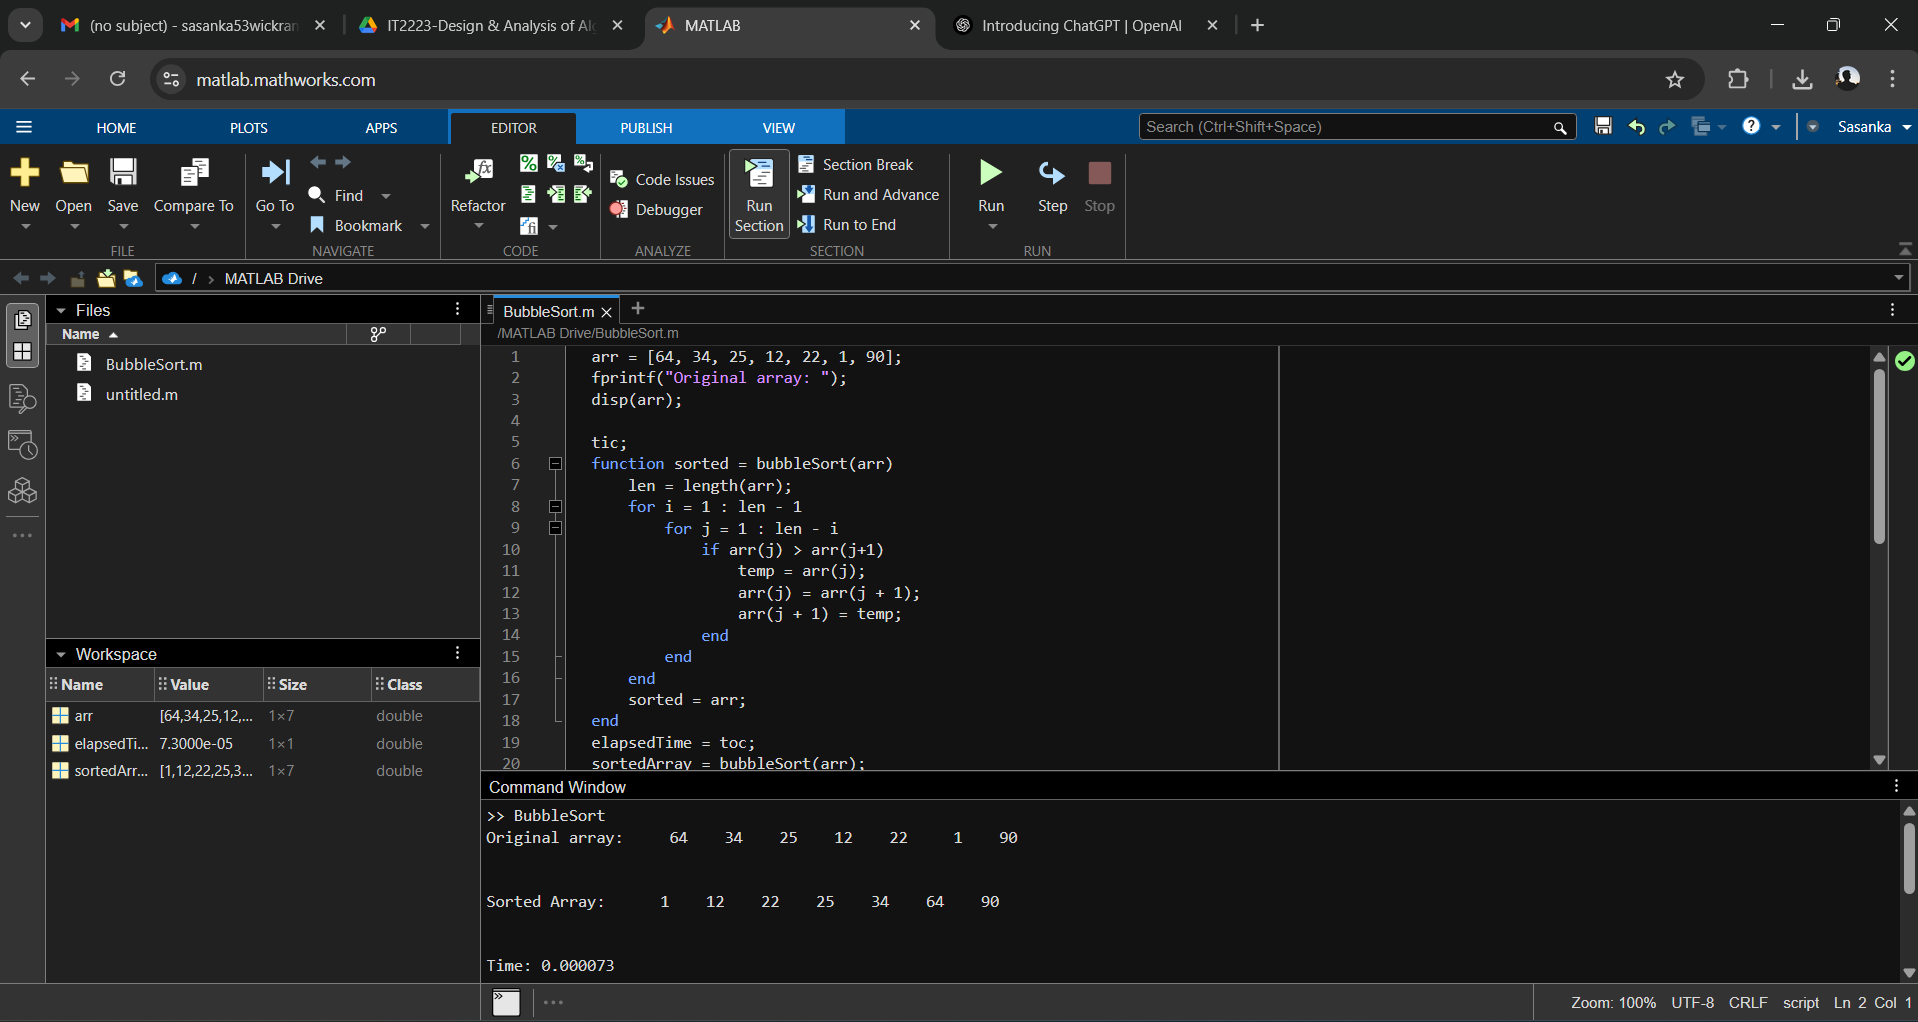 (no subject) - sasanka53wickran
IT2223-Design & Analysis of Al
MATLAB
Introducing ChatGPT | OpenAI
matlab.mathworks.com
HOME PLOTS APPS EDITOR PUBLISH VIEW Search (Ctrl+Shift+Space) Sasanka
New Open Save Compare To
FILE
Go To Find Bookmark
NAVIGATE
Refactor
CODE
Code Issues
Debugger
ANALYZE
Run Section
Section Break
Run and Advance
Run to End
SECTION
Run Step Stop
RUN
/ > MATLAB Drive
Files
Name
BubbleSort.m
untitled.m
Workspace
Name Value Size Class
arr [64,34,25,12,... 1×7 double
elapsedTi... 7.3000e-05 1×1 double
sortedArr... [1,12,22,25,3... 1×7 double
BubbleSort.m
/MATLAB Drive/BubbleSort.m
1 arr = [64, 34, 25, 12, 22, 1, 90];
2 fprintf("Original array: ");
3 disp(arr);
4
5 tic;
6 function sorted = bubbleSort(arr)
7 len = length(arr);
8 for i = 1 : len - 1
9 for j = 1 : len - i
10 if arr(j) > arr(j+1)
11 temp = arr(j);
12 arr(j) = arr(j + 1);
13 arr(j + 1) = temp;
14 end
15 end
16 end
17 sorted = arr;
18 end
19 elapsedTime = toc;
20 sortedArray = bubbleSort(arr);
Command Window
>> BubbleSort
Original array: 64 34 25 12 22 1 90
Sorted Array: 1 12 22 25 34 64 90
Time: 0.000073
Zoom: 100% UTF-8 CRLF script Ln 2 Col 1